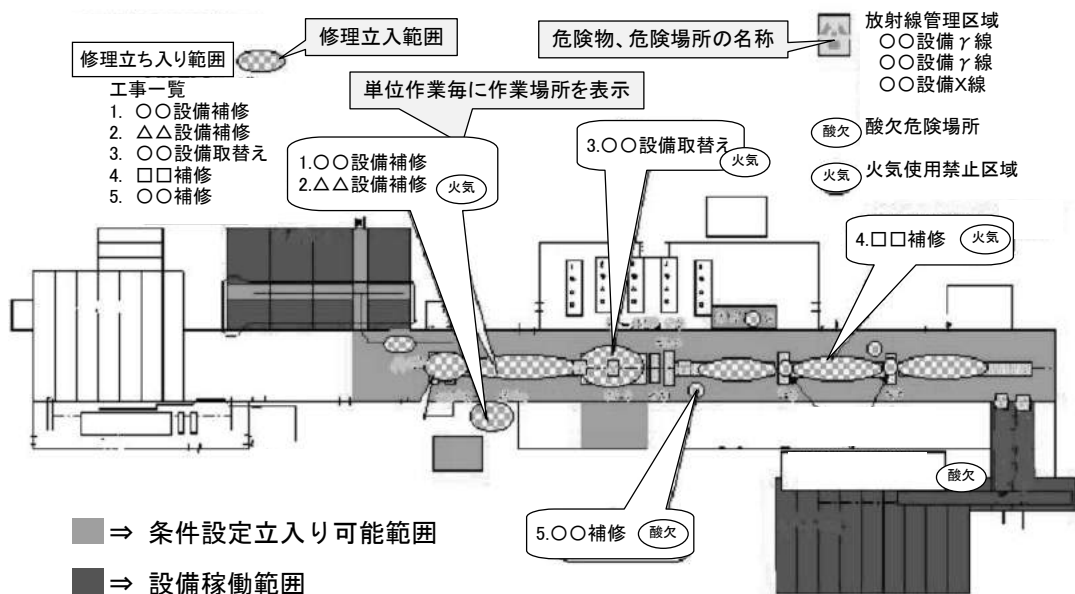 修理立ち入り範囲
修理立入範囲
危険物、危険場所の名称
放射線管理区域
○○設備γ線
○○設備γ線
○○設備X線
工事一覧
1. ○○設備補修
2. △△設備補修
3. ○○設備取替え
4. □□補修
5. ○○補修
単位作業毎に作業場所を表示
酸欠 酸欠危険場所
火気 火気使用禁止区域
1.○○設備補修
2.△△設備補修 火気
3.○○設備取替え 火気
4.□□補修 火気
酸欠
5.○○補修 酸欠
⇒ 条件設定立入り可能範囲
⇒ 設備稼働範囲